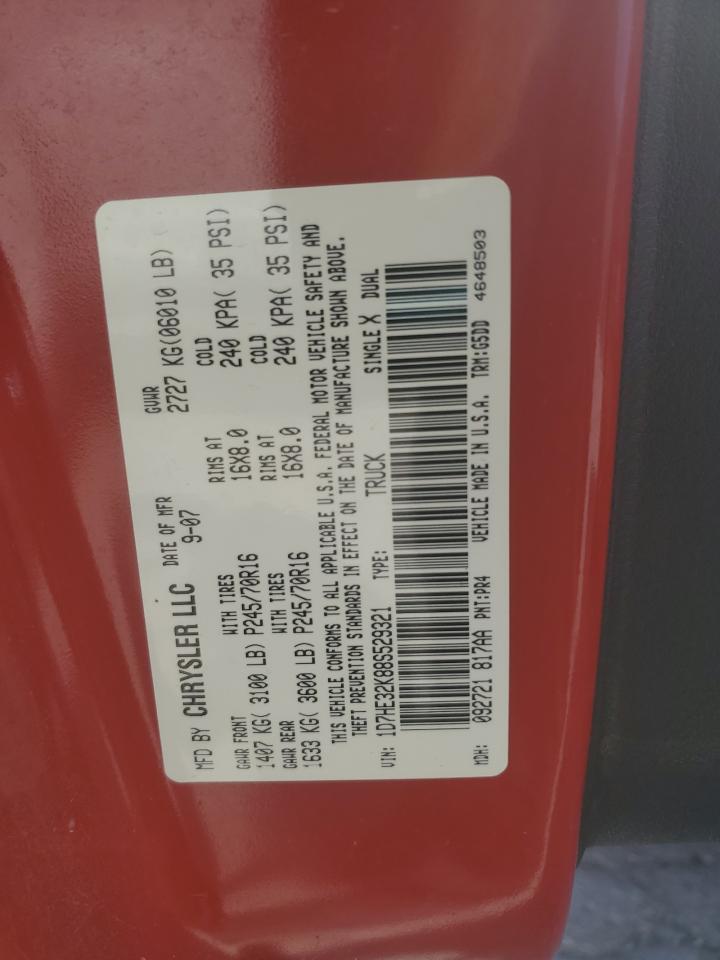 MFD BY CHRYSLER LLC DATE OF MFR GVWR
9-07 2727 KG(06010 LB) (
GAWR FRONT WITH TIRES RIMS AT COLD
1407 KG( 3100 LB) P245/70R16 16X8.0 240 KPA( 35 PSI)
GAWR REAR WITH TIRES RIMS AT COLD
1633 KG( 3600 LB) P245/70R16 16X8.0 240 KPA( 35 PSI)
THIS VEHICLE CONFORMS TO ALL APPLICABLE U.S.A. FEDERAL MOTOR VEHICLE SAFETY AND
THEFT PREVENTION STANDARDS IN EFFECT ON THE DATE OF MANUFACTURE SHOWN ABOVE.
VIN: 1D7HE32K88S529321 TYPE: TRUCK SINGLE X DUAL
MDH: 092721 817AA PNT:PR4 VEHICLE MADE IN U.S.A. TRM:G5DD
4648503